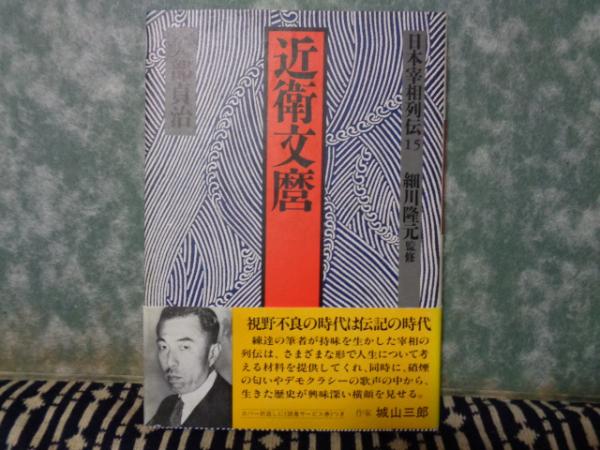 日本宰相列伝15
細川隆元監修
近衛文麿
矢部貞治
視野不良の時代は伝記の時代
練達の筆者が持味を生かした宰相の
列伝は、さまざまな形で人生について考
える材料を提供してくれ、同時に、硝煙
の匂いやデモクラシーの歌声の中から、
生きた歴史が興味深い横顔を見せる。
作家 城山三郎